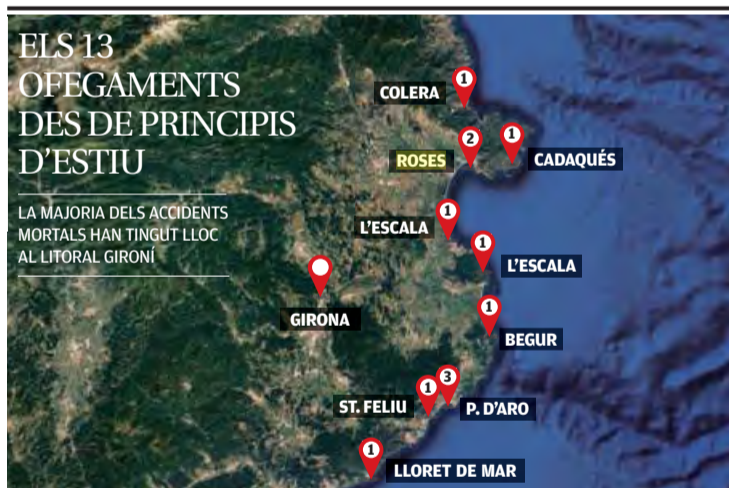 ELS 13
OFEGAMENTS
DES DE PRINCIPIS
D'ESTIU
LA MAJORIA DELS ACCIDENTS
MORTALS HAN TINGUT LLOC
AL LITORAL GIRONÍ
1
COLERA
2
ROSES
1
CADAQUÉS
1
L'ESCALA
1
L'ESCALA
GIRONA
1
BEGUR
1
ST. FELIU
3
P. D'ARO
1
LLORET DE MAR